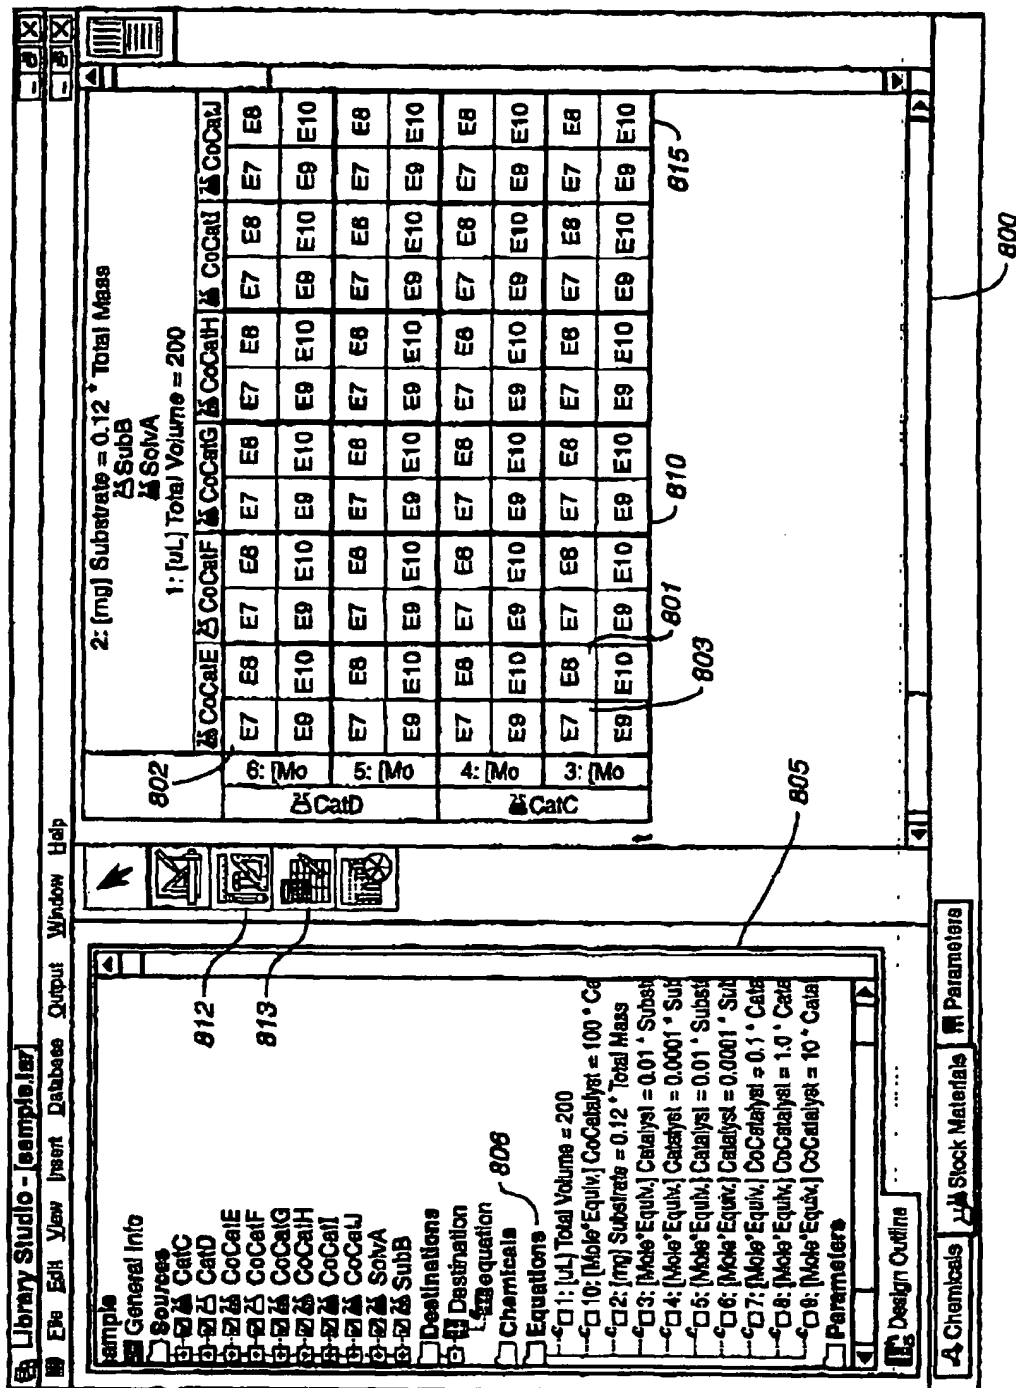 Library Studio - [sample.lar]
File Edit View Insert Database Output Window Help
ample
General Info
Sources
CatC
CatD
CoCatE
CoCatF
CoCatG
CoCatH
CoCatI
CoCatJ
SolvA
SubB
Destinations
Destination
equation
Chemicals
Equations
806
1: [uL] Total Volume = 200
10: [Mole*Equiv.] CoCatalyst = 100 * Ca
2: [mg] Substrate = 0.12 * Total Mass
3: [Mole*Equiv.] Catalyst = 0.01 * Subst
4: [Mole*Equiv.] Catalyst = 0.0001 * Sub
5: [Mole*Equiv.] Catalyst = 0.01 * Subst
6: [Mole*Equiv.] Catalyst = 0.0001 * Sub
7: [Mole*Equiv.] CoCatalyst = 0.1 * Cata
8: [Mole*Equiv.] CoCatalyst = 1.0 * Cata
9: [Mole*Equiv.] CoCatalyst = 10 * Catal
Parameters
Design Outline
Chemicals Stock Materials Parameters
812
813
805
802
2: [mg] Substrate = 0.12 * Total Mass
SubB
SolvA
1: [uL] Total Volume = 200
CoCatE CoCatF CoCatG CoCatH CoCatI CoCatJ
CatD
6: [Mo E7 E8 E7 E8 E7 E8 E7 E8 E7 E8 E7 E8
E9 E10 E9 E10 E9 E10 E9 E10 E9 E10 E9 E10
5: [Mo E7 E8 E7 E8 E7 E8 E7 E8 E7 E8 E7 E8
E9 E10 E9 E10 E9 E10 E9 E10 E9 E10 E9 E10
CatC
4: [Mo E7 E8 E7 E8 E7 E8 E7 E8 E7 E8 E7 E8
E9 E10 E9 E10 E9 E10 E9 E10 E9 E10 E9 E10
3: [Mo E7 E8 E7 E8 E7 E8 E7 E8 E7 E8 E7 E8
E9 E10 E9 E10 E9 E10 E9 E10 E9 E10 E9 E10
803
801
810
815
800